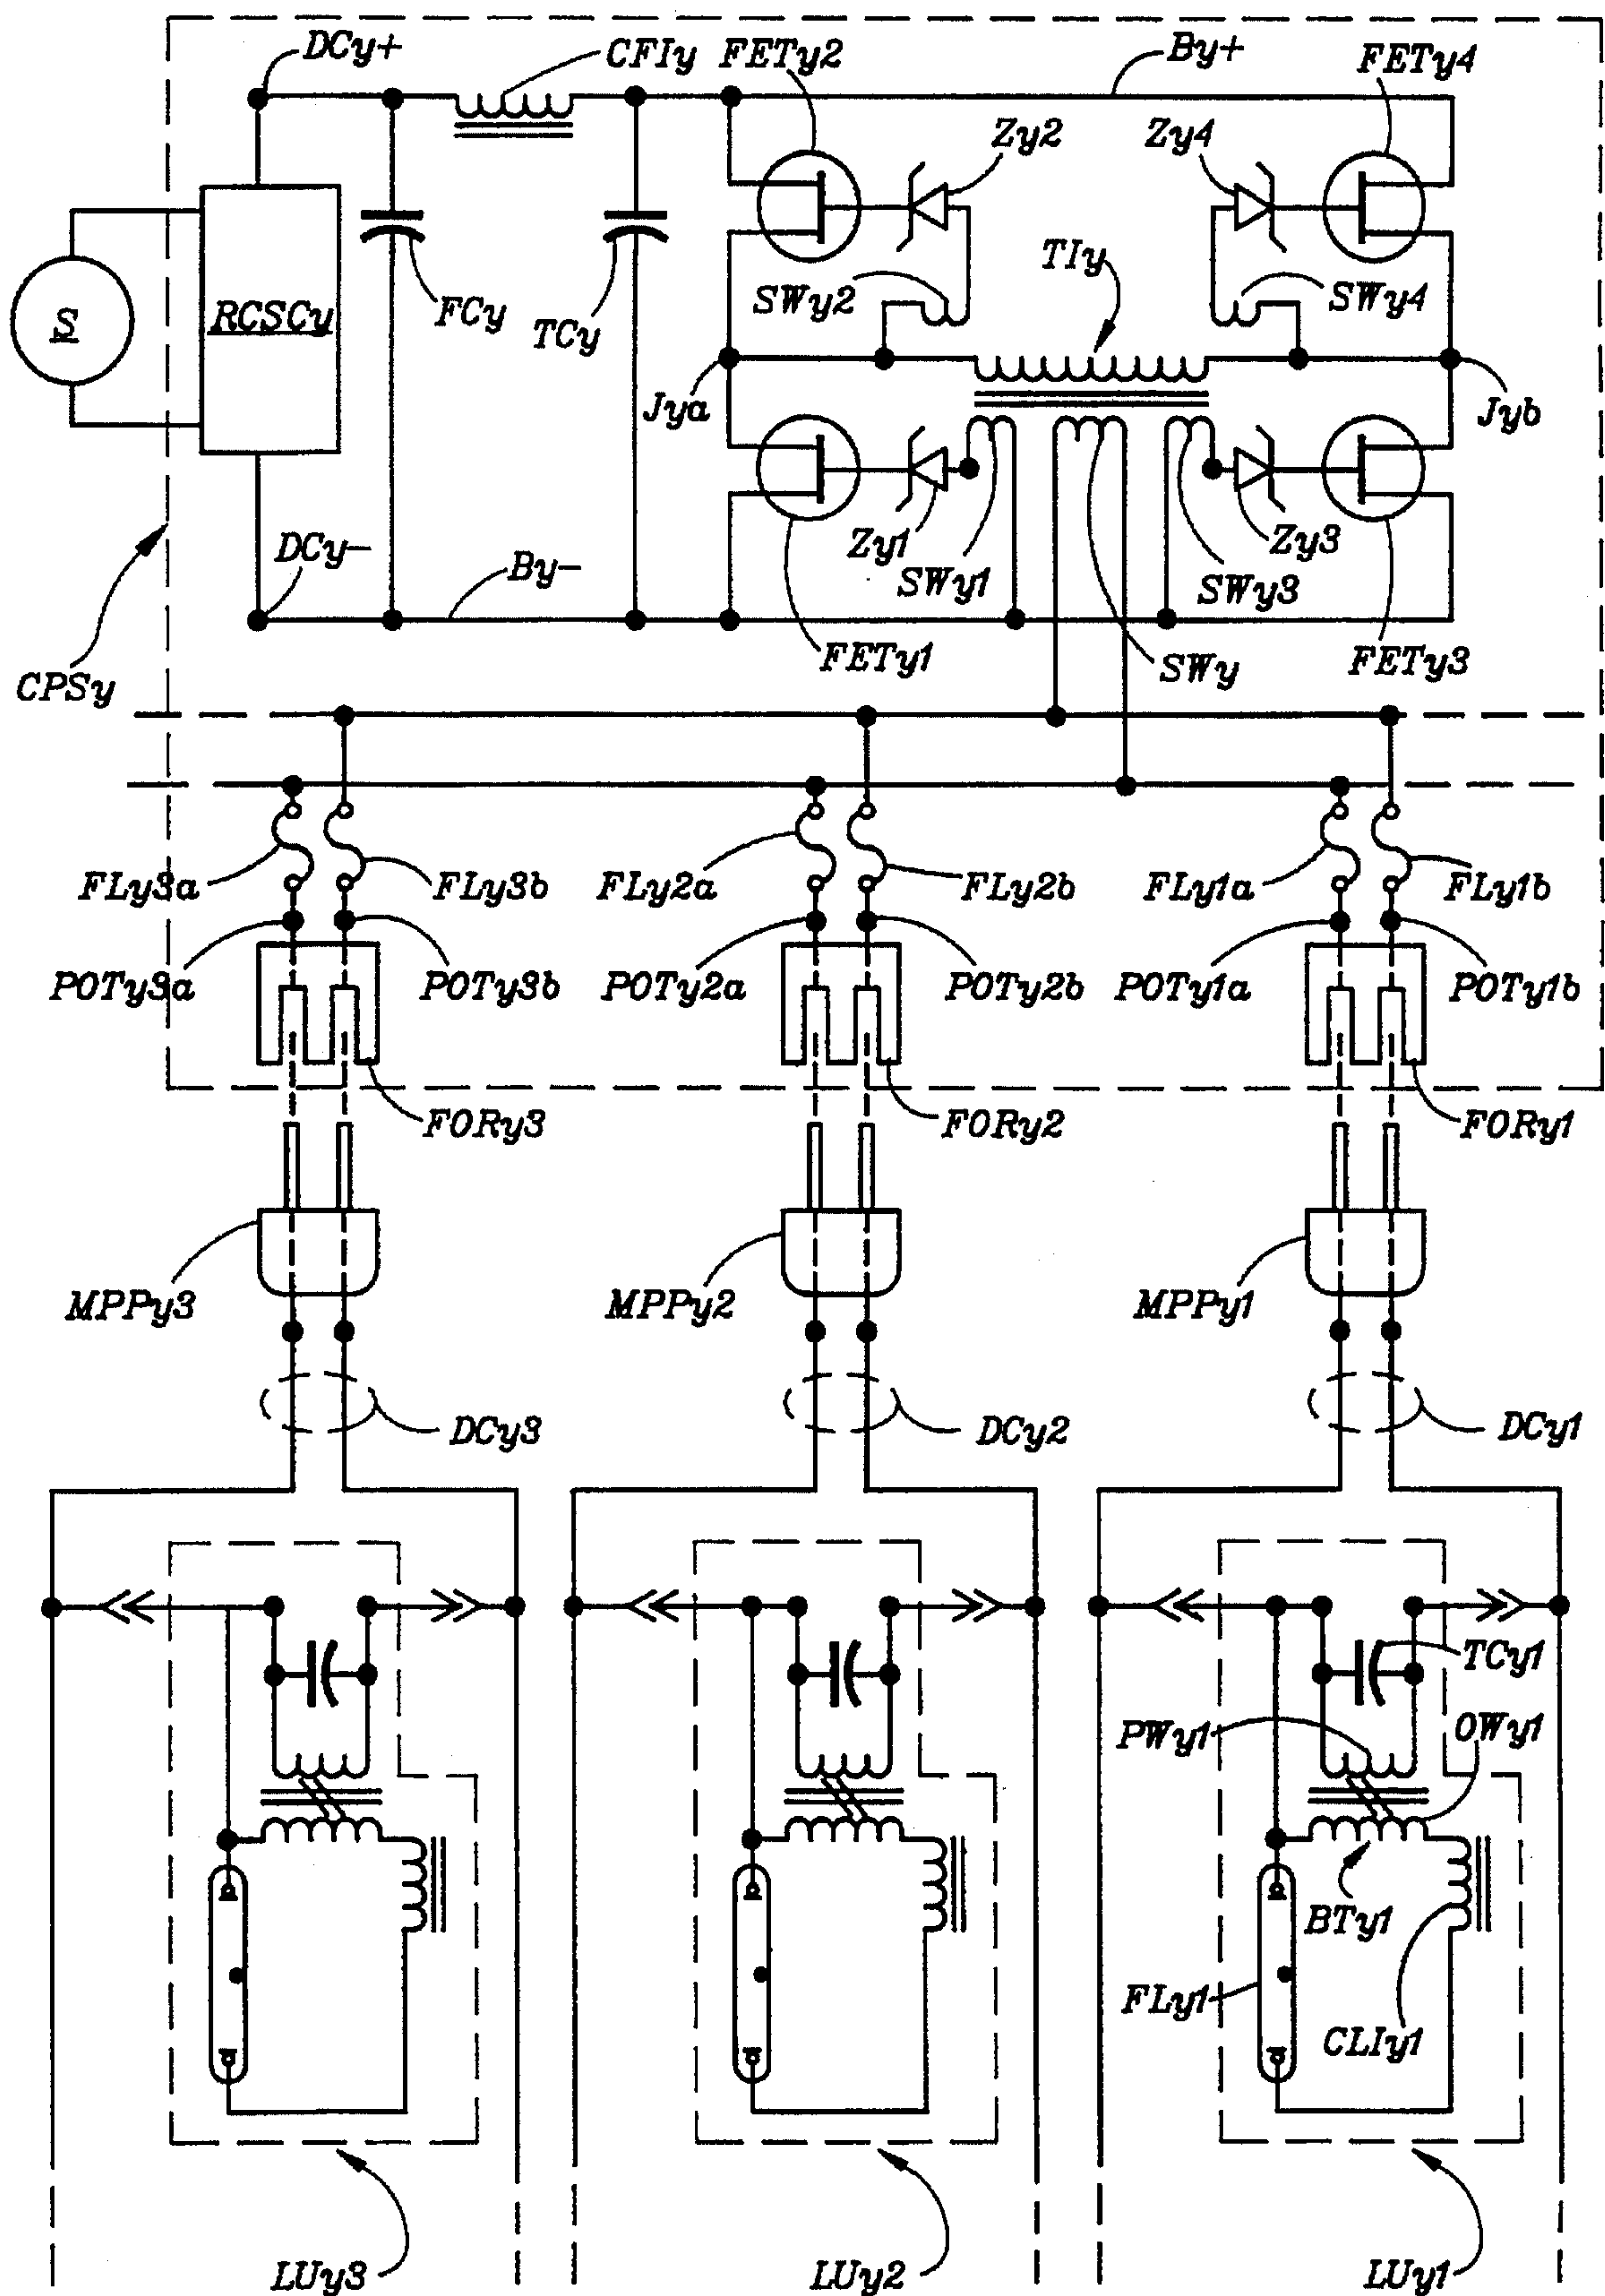 DCy+
CFIy
FETy2
By+
FETy4
Zy2
Zy4
S
RCSCy
FCy
TCy
SWy2
TIy
SWy4
Jya
Jyb
DCy-
By-
Zy1
SWy1
Zy3
SWy3
CPSy
FETy1
SWy
FETy3
FLy3a
FLy3b
FLy2a
FLy2b
FLy1a
FLy1b
POTy3a
POTy3b
POTy2a
POTy2b
POTy1a
POTy1b
FORy3
FORy2
FORy1
MPPy3
MPPy2
MPPy1
DCy3
DCy2
DCy1
TCy1
PWy1
OWy1
BTy1
FLy1
CLIy1
LUy3
LUy2
LUy1